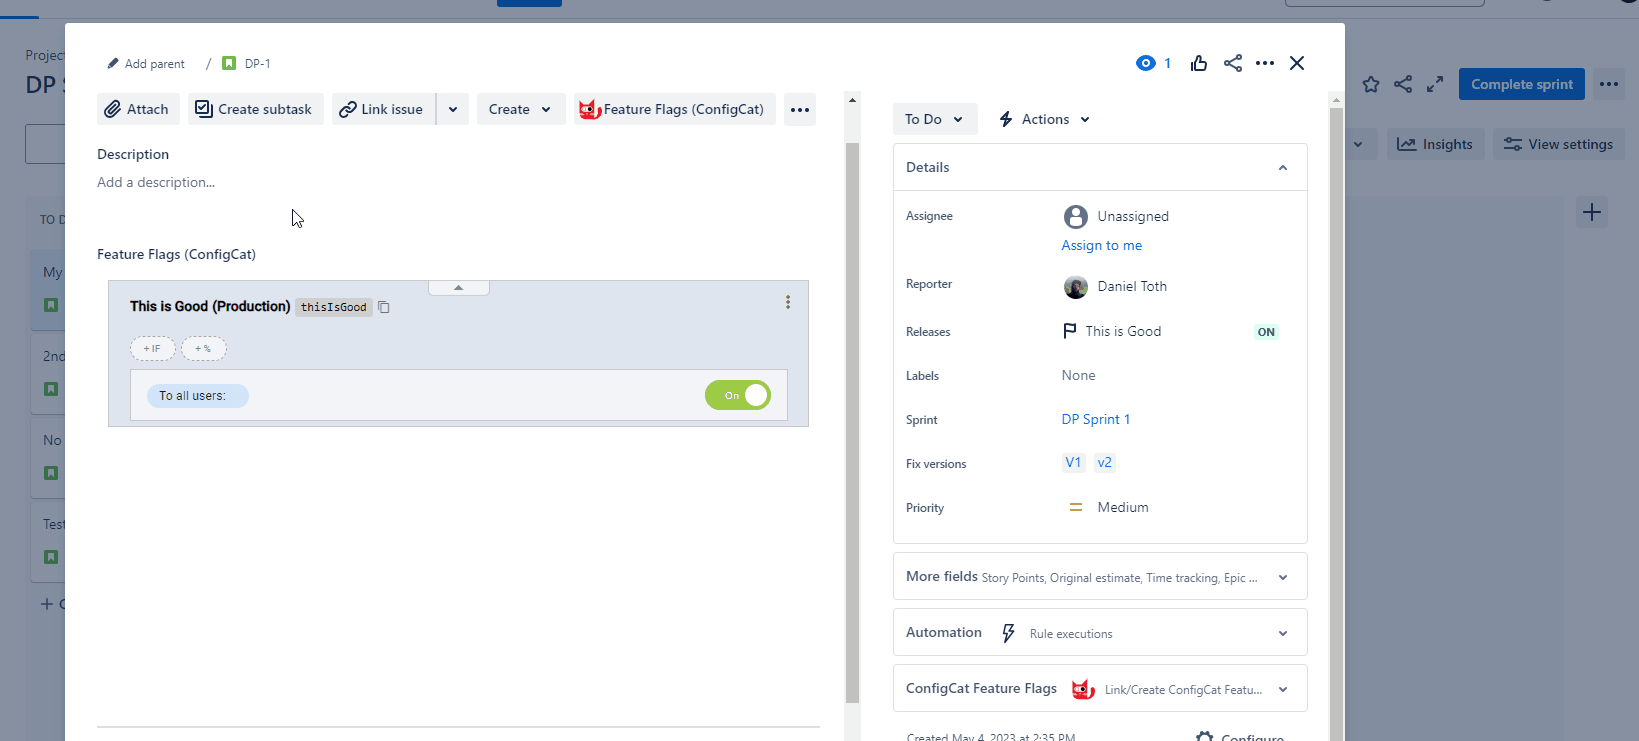 Projec
DP S
Complete sprint
Insights
View settings
TO D
My
2nd
No
Test
Add parent / DP-1
1
Attach
Create subtask
Link issue
Create
Feature Flags (ConfigCat)
Description
Add a description...
Feature Flags (ConfigCat)
This is Good (Production) thisIsGood
+ IF
+ %
To all users:
On
To Do
Actions
Details
Assignee
Unassigned
Assign to me
Reporter
Daniel Toth
Releases
This is Good
ON
Labels
None
Sprint
DP Sprint 1
Fix versions
V1 v2
Priority
Medium
More fields Story Points, Original estimate, Time tracking, Epic ...
Automation
Rule executions
ConfigCat Feature Flags
Link/Create ConfigCat Featu...
Created May 4, 2023 at 2:35 PM
Configure